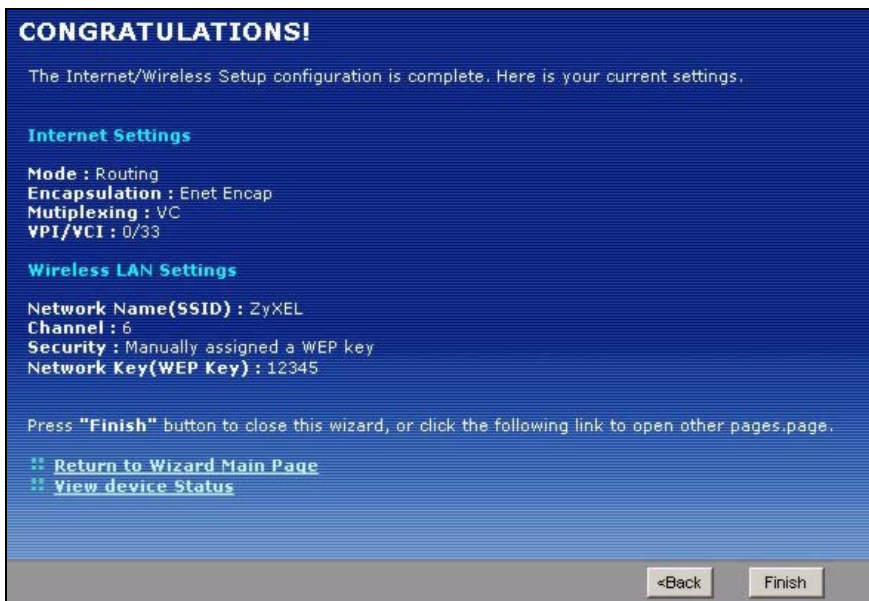 CONGRATULATIONS!
The Internet/Wireless Setup configuration is complete. Here is your current settings.
Internet Settings
Mode : Routing
Encapsulation : Enet Encap
Mutiplexing : VC
VPI/VCI : 0/33
Wireless LAN Settings
Network Name(SSID) : ZyXEL
Channel : 6
Security : Manually assigned a WEP key
Network Key(WEP Key) : 12345
Press "Finish" button to close this wizard, or click the following link to open other pages.page.
Return to Wizard Main Page
View device Status
<Back
Finish